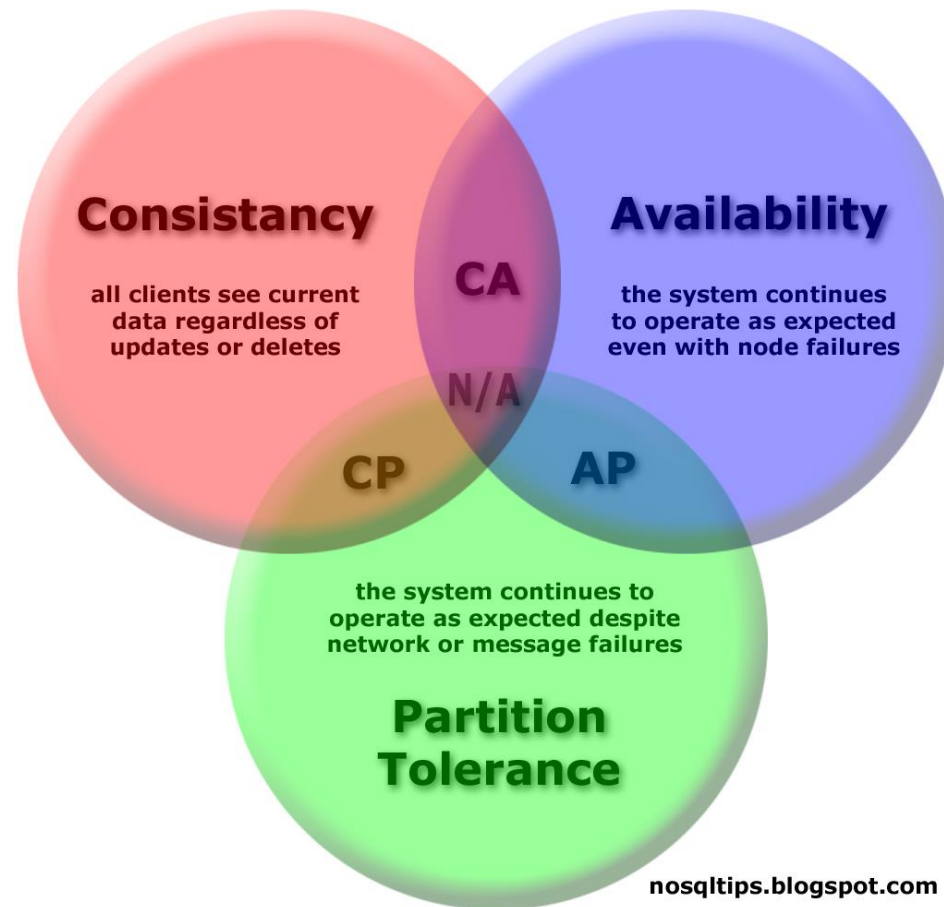 Consistancy
all clients see current
data regardless of
updates or deletes
Availability
the system continues
to operate as expected
even with node failures
CA
N/A
CP
AP
the system continues to
operate as expected despite
network or message failures
Partition
Tolerance
nosqltips.blogspot.com